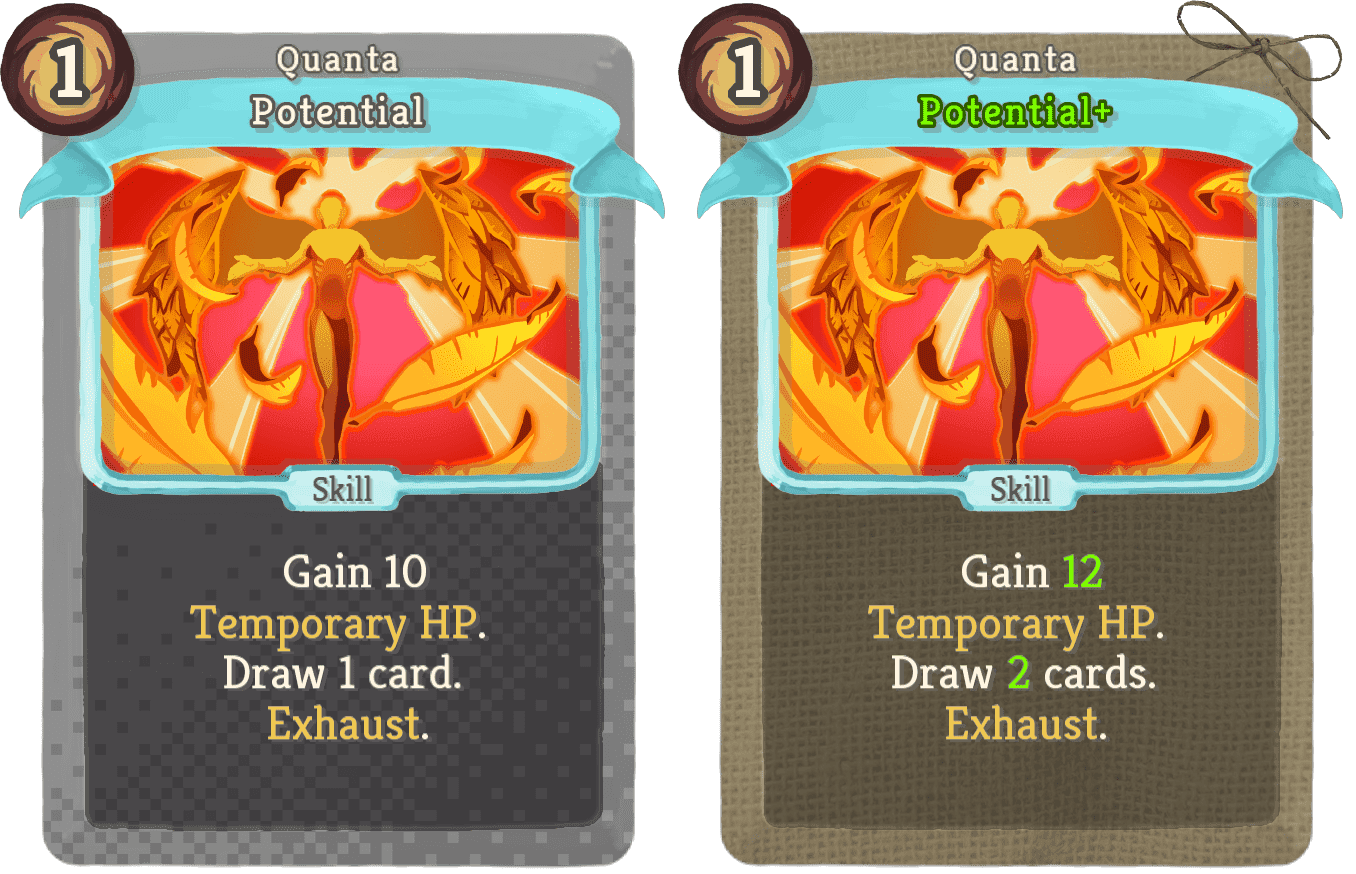 1
Quanta
Potential
Skill
Gain 10
Temporary HP.
Draw 1 card.
Exhaust.
1
Quanta
Potential+
Skill
Gain 12
Temporary HP.
Draw 2 cards.
Exhaust.